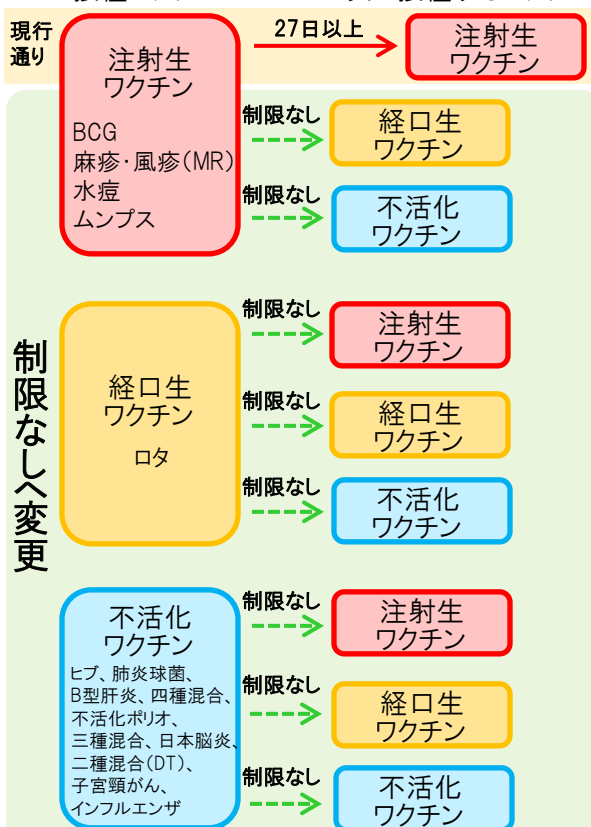 現行
通り
注射生
ワクチン
BCG
麻疹・風疹(MR)
水痘
ムンプス
27日以上
注射生
ワクチン
制限なし
経口生
ワクチン
制限なし
不活化
ワクチン
制限なしへ変更
経口生
ワクチン
ロタ
制限なし
注射生
ワクチン
制限なし
経口生
ワクチン
制限なし
不活化
ワクチン
不活化
ワクチン
ヒブ、肺炎球菌、
B型肝炎、四種混合、
不活化ポリオ、
三種混合、日本脳炎、
二種混合(DT)、
子宮頸がん、
インフルエンザ
制限なし
注射生
ワクチン
制限なし
経口生
ワクチン
制限なし
不活化
ワクチン